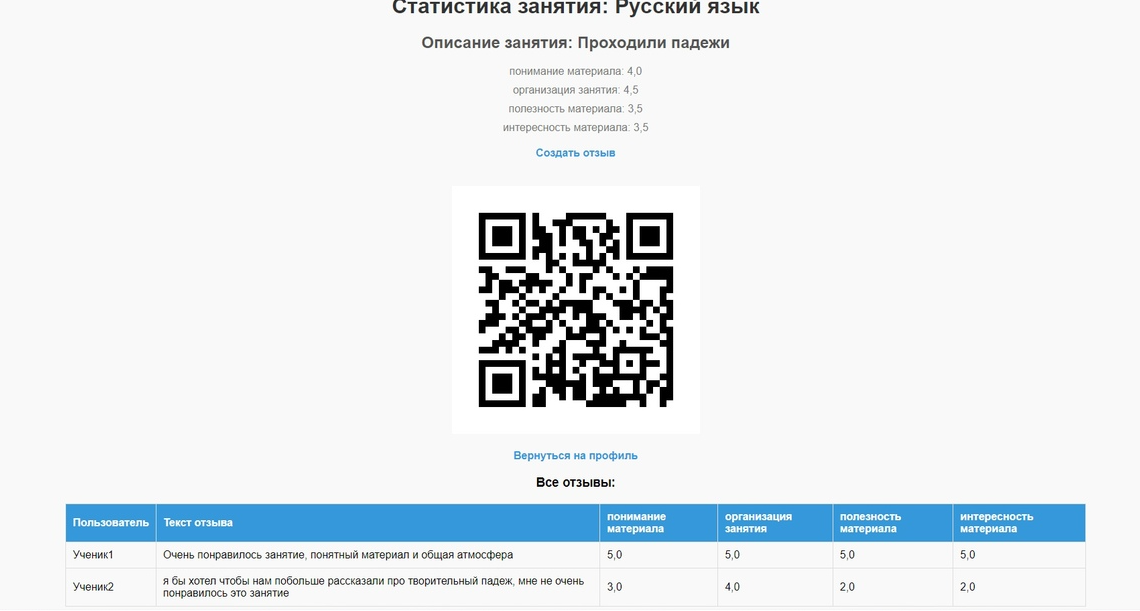 Статистика занятия: Русский язык
Описание занятия: Проходили падежи
понимание материала: 4,0
организация занятия: 4,5
полезность материала: 3,5
интересность материала: 3,5
Создать отзыв
Вернуться на профиль
Все отзывы:
Пользователь Текст отзыва понимание материала организация занятия полезность материала интересность материала
Ученик1 Очень понравилось занятие, понятный материал и общая атмосфера 5,0 5,0 5,0 5,0
Ученик2 я бы хотел чтобы нам побольше рассказали про творительный падеж, мне не очень понравилось это занятие 3,0 4,0 2,0 2,0